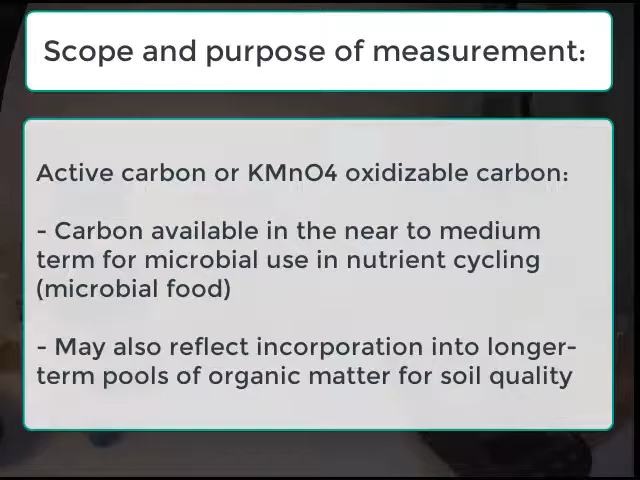 Scope and purpose of measurement:
Active carbon or KMnO4 oxidizable carbon:
- Carbon available in the near to medium
term for microbial use in nutrient cycling
(microbial food)
- May also reflect incorporation into longer-
term pools of organic matter for soil quality